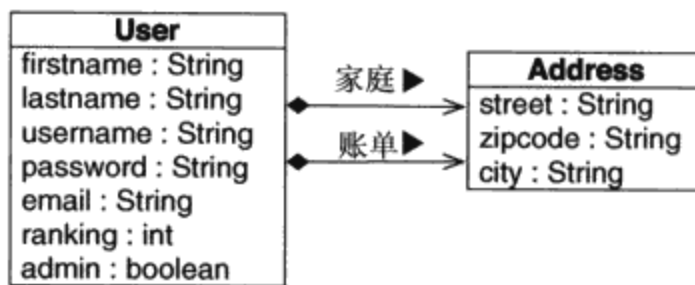 User
firstname : String
lastname : String
username : String
password : String
email : String
ranking : int
admin : boolean
家庭▶
账单▶
Address
street : String
zipcode : String
city : String